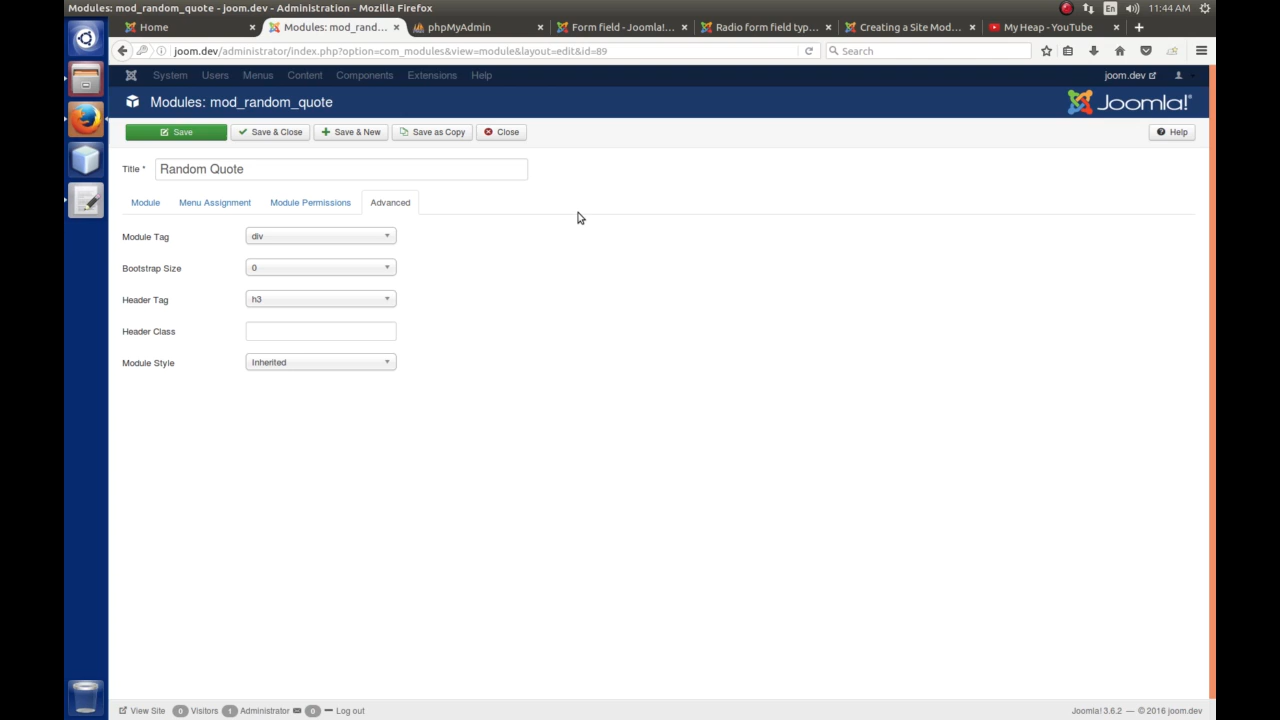 Modules: mod_random_quote - joom.dev - Administration - Mozilla Firefox
En
11:44 AM
Home
Modules: mod_rand...
phpMyAdmin
Form field - Joomla!...
Radio form field typ...
Creating a Site Mod...
My Heap - YouTube
joom.dev/administrator/index.php?option=com_modules&view=module&layout=edit&id=89
Search
System Users Menus Content Components Extensions Help
joom.dev
Modules: mod_random_quote
Joomla!®
Save
Save & Close
Save & New
Save as Copy
Close
Help
Title *
Random Quote
Module
Menu Assignment
Module Permissions
Advanced
Module Tag
div
Bootstrap Size
0
Header Tag
h3
Header Class
Module Style
Inherited
View Site 0 Visitors 1 Administrator 0 Log out
Joomla! 3.6.2 — © 2016 joom.dev